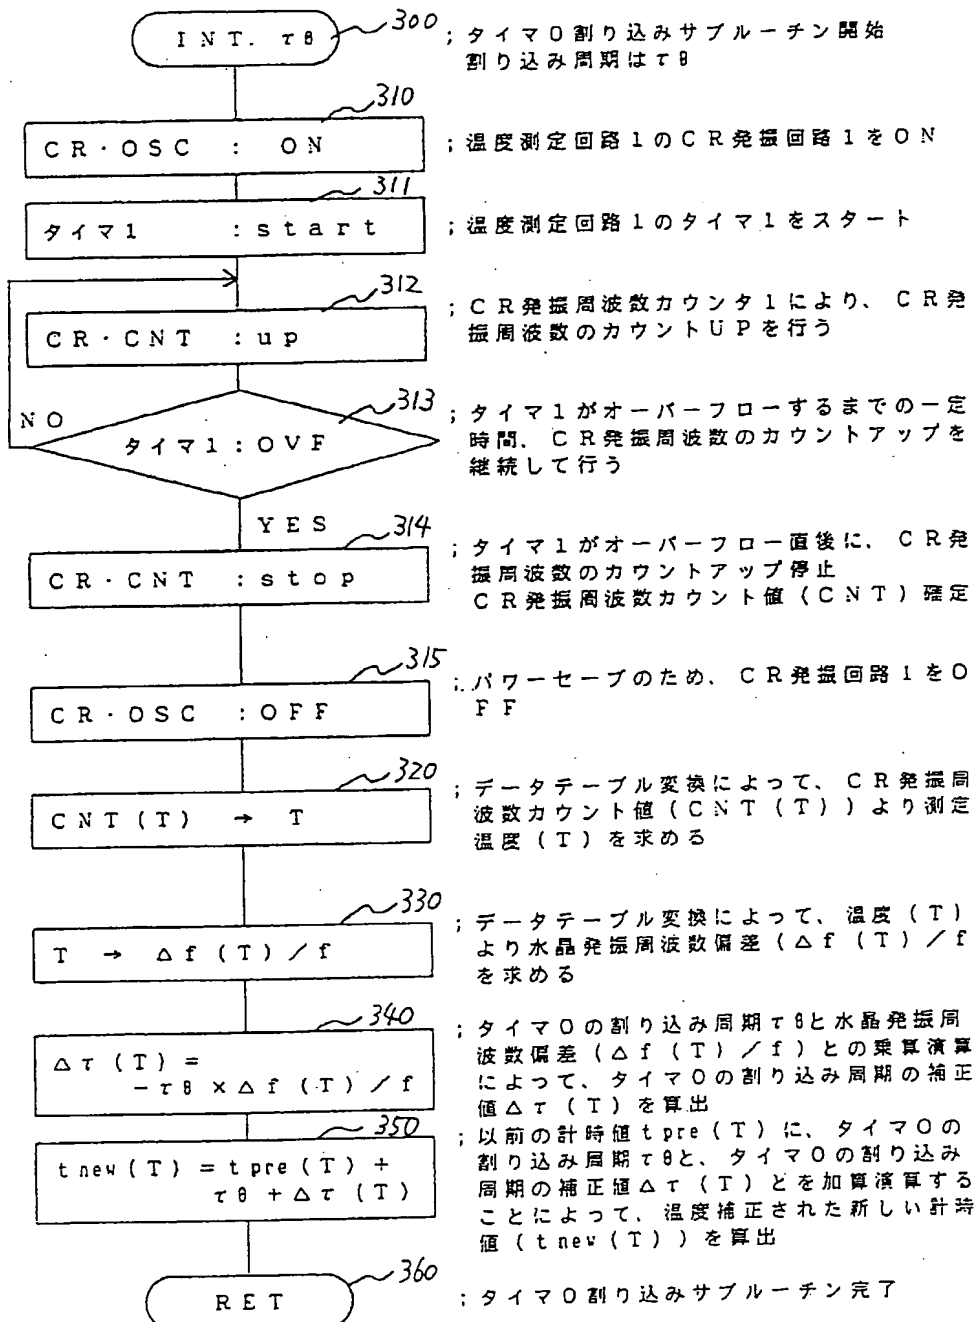 INT. τθ
300
;タイマ0割り込みサブルーチン開始
割り込み周期はτθ
310
CR・OSC : ON
;温度測定回路1のCR発振回路1をON
311
タイマ1 :start
;温度測定回路1のタイマ1をスタート
312
CR・CNT :up
;CR発振周波数カウンタ1により、CR発
振周波数のカウントUPを行う
313
NO
タイマ1:OVF
;タイマ1がオーバーフローするまでの一定
時間、CR発振周波数のカウントアップを
継続して行う
YES
314
CR・CNT :stop
;タイマ1がオーバーフロー直後に、CR発
振周波数のカウントアップ停止
CR発振周波数カウント値(CNT)確定
315
CR・OSC :OFF
;パワーセーブのため、CR発振回路1をO
FF
320
CNT(T) → T
;データテーブル変換によって、CR発振周
波数カウント値(CNT(T))より測定
温度(T)を求める
330
T → Δf(T)/f
;データテーブル変換によって、温度(T)
より水晶発振周波数偏差(Δf(T)/f
を求める
340
Δτ(T)=
-τθ×Δf(T)/f
;タイマ0の割り込み周期τθと水晶発振周
波数偏差(Δf(T)/f)との乗算演算
によって、タイマ0の割り込み周期の補正
値Δτ(T)を算出
350
tnew(T)=tpre(T)+
τθ+Δτ(T)
;以前の計時値tpre(T)に、タイマ0の
割り込み周期τθと、タイマ0の割り込み
周期の補正値Δτ(T)とを加算演算する
ことによって、温度補正された新しい計時
値(tnew(T))を算出
360
RET
;タイマ0割り込みサブルーチン完了